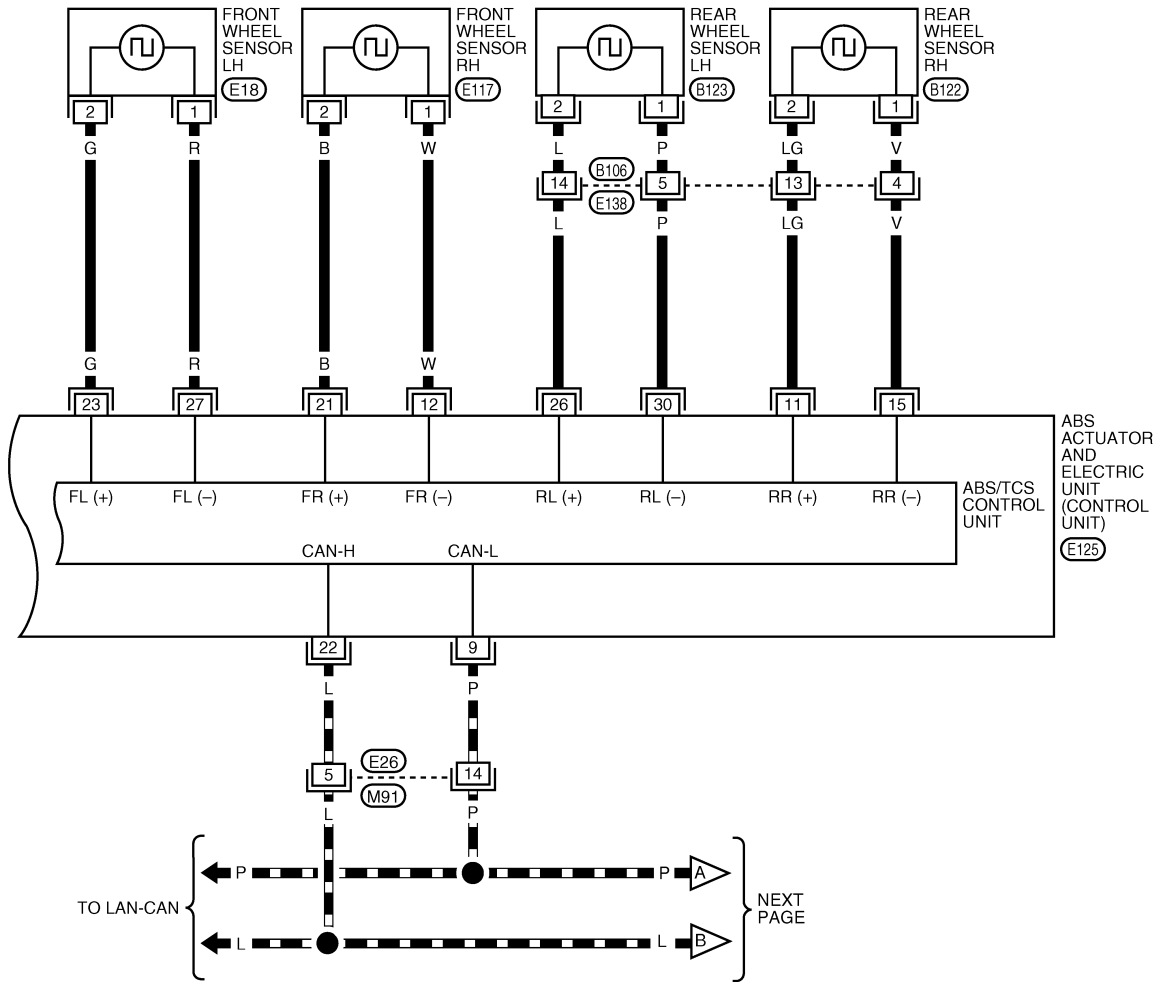 FRONT
WHEEL
SENSOR
LH
E18
FRONT
WHEEL
SENSOR
RH
E117
REAR
WHEEL
SENSOR
LH
B123
REAR
WHEEL
SENSOR
RH
B122
2 1 2 1 2 1 2 1
G R B W L P LG V
14 B106 5 13 4
E138
L P LG V
G R B W
23 27 21 12 26 30 11 15
ABS
ACTUATOR
AND
ELECTRIC
UNIT
(CONTROL
UNIT)
E125
FL (+) FL (–) FR (+) FR (–) RL (+) RL (–) RR (+) RR (–)
ABS/TCS
CONTROL
UNIT
CAN-H CAN-L
22 9
L P
5 E26 14
M91
L P
P P A
TO LAN-CAN
NEXT
PAGE
L L B